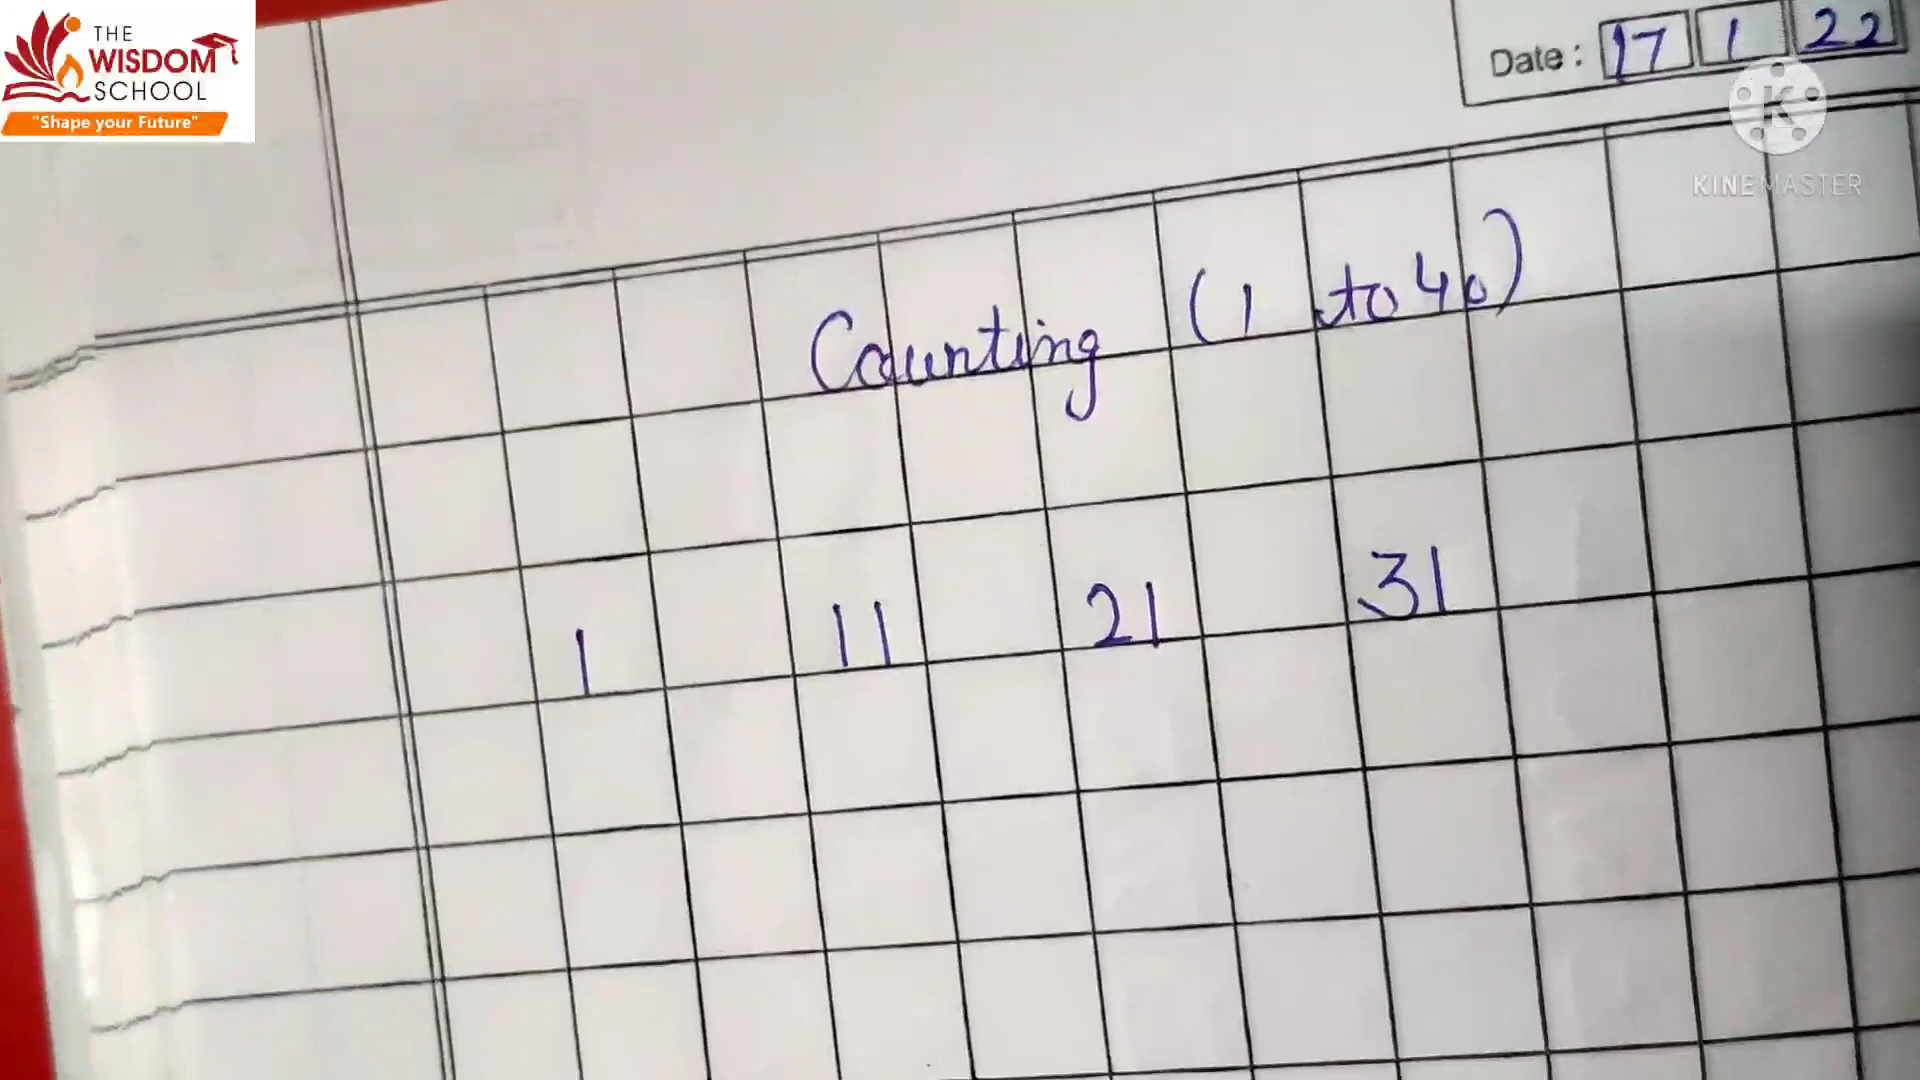 THE
WISDOM
SCHOOL
"Shape your Future"
Date : 17 1 22
KINEMASTER
Counting (1 to 40)
1 11 21 31